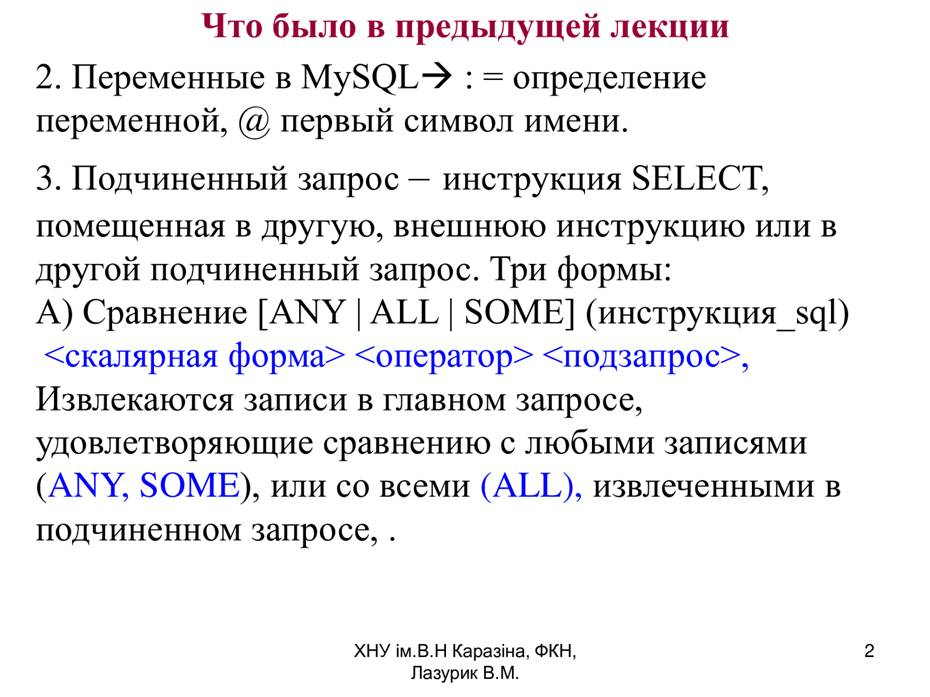 Что было в предыдущей лекции
2. Переменные в MySQL→ : = определение
переменной, @ первый символ имени.
3. Подчиненный запрос – инструкция SELECT,
помещенная в другую, внешнюю инструкцию или в
другой подчиненный запрос. Три формы:
А) Сравнение [ANY | ALL | SOME] (инструкция_sql)
<скалярная форма> <оператор> <подзапрос>,
Извлекаются записи в главном запросе,
удовлетворяющие сравнению с любыми записями
(ANY, SOME), или со всеми (ALL), извлеченными в
подчиненном запросе, .
ХНУ ім.В.Н Каразіна, ФКН,
Лазурик В.М.
2